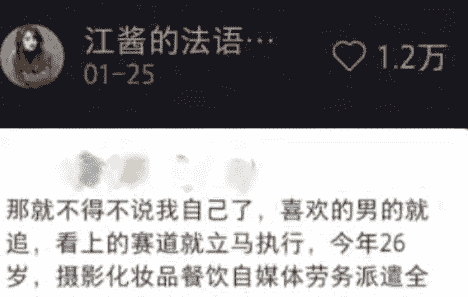 江酱的法语…
01-25
1.2万
那就不得不说我自己了，喜欢的男的就
追，看上的赛道就立马执行，今年26
岁，摄影化妆品餐饮自媒体劳务派遣全